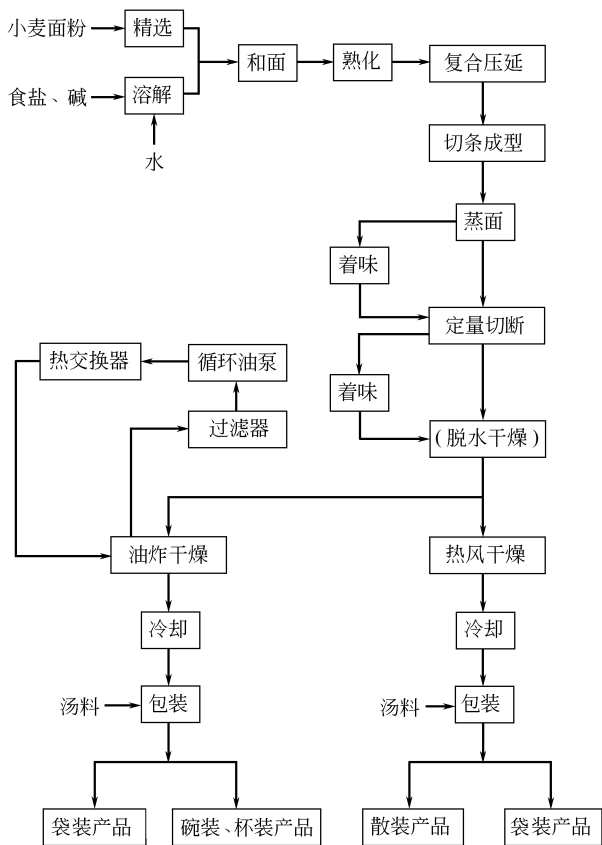 小麦面粉
精选
食盐、碱
溶解
水
和面
熟化
复合压延
切条成型
蒸面
着味
定量切断
着味
(脱水干燥)
热交换器
循环油泵
过滤器
油炸干燥
热风干燥
冷却
冷却
汤料
包装
汤料
包装
袋装产品
碗装、杯装产品
散装产品
袋装产品